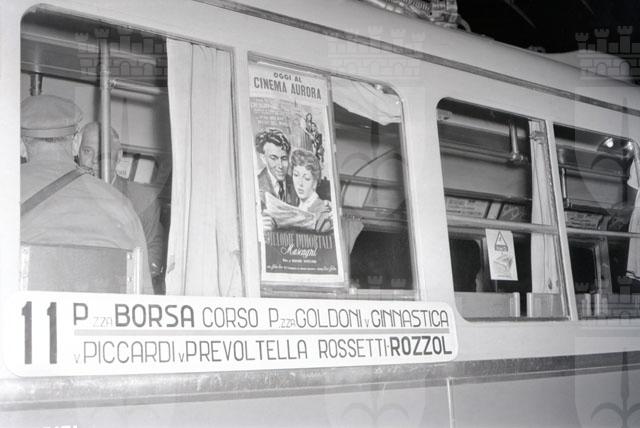 OGGI AL
CINEMA AURORA
MELODIE IMMORTALI
Mascagni
11 P.zza BORSA CORSO P.zza GOLDONI V. GINNASTICA
V. PICCARDI V. PREVOLTELLA ROSSETTI-ROZZOL